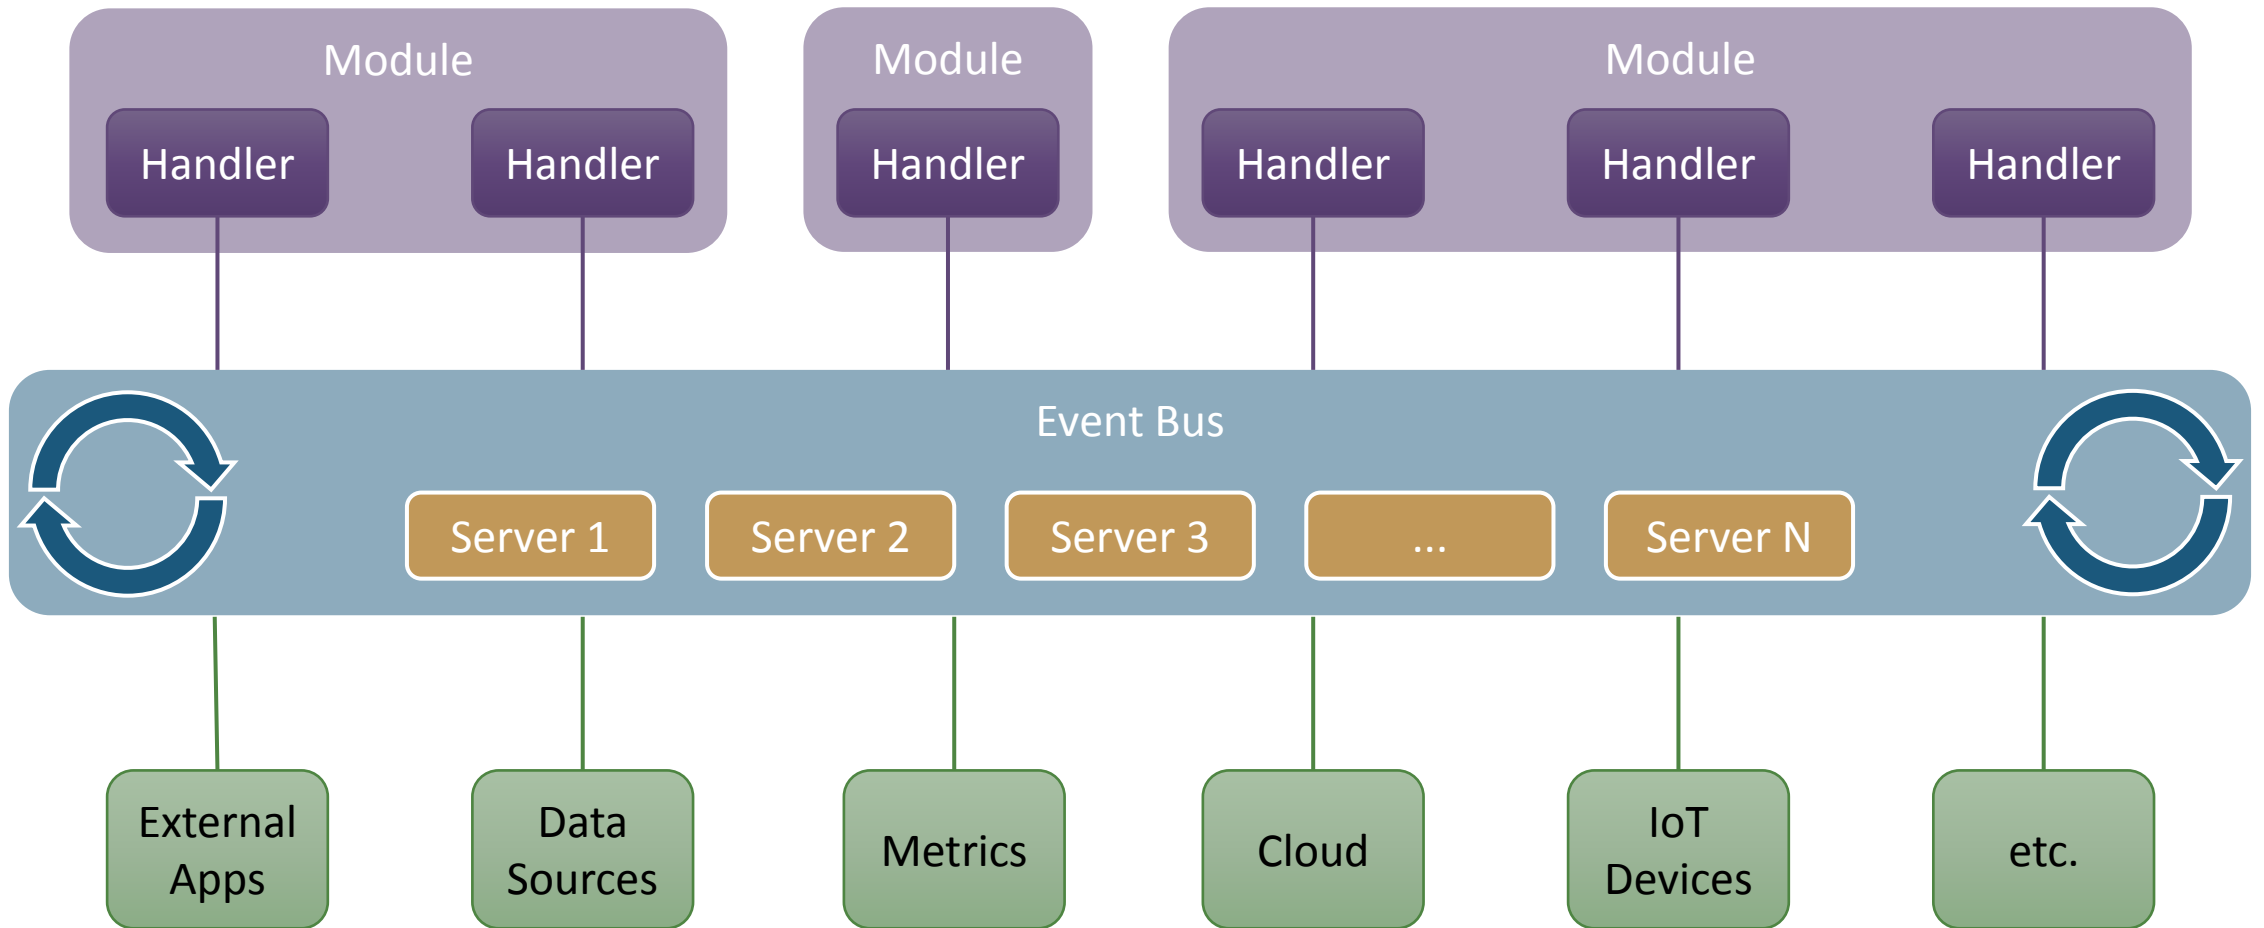 Module
Module
Module
Handler
Handler
Handler
Handler
Handler
Handler
Event Bus
Server 1
Server 2
Server 3
...
Server N
External
Apps
Data
Sources
Metrics
Cloud
IoT
Devices
etc.